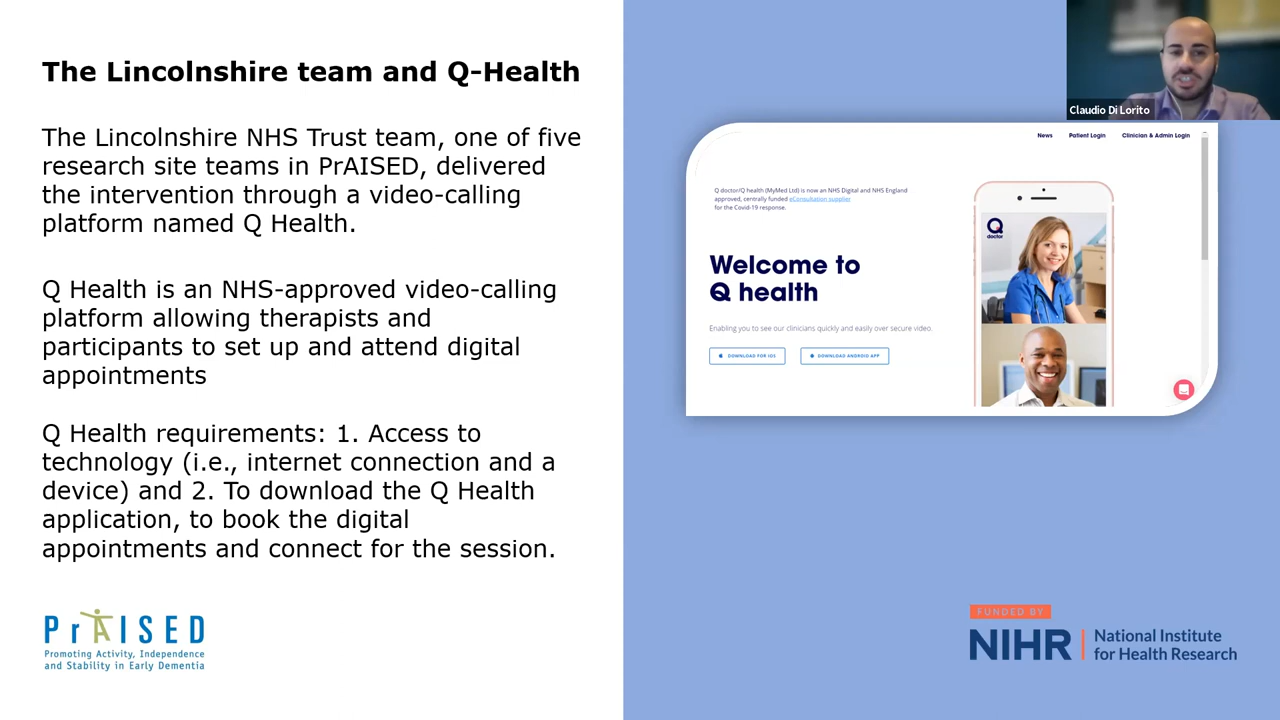 The Lincolnshire team and Q-Health
The Lincolnshire NHS Trust team, one of five
research site teams in PrAISED, delivered
the intervention through a video-calling
platform named Q Health.
Q Health is an NHS-approved video-calling
platform allowing therapists and
participants to set up and attend digital
appointments
Q Health requirements: 1. Access to
technology (i.e., internet connection and a
device) and 2. To download the Q Health
application, to book the digital
appointments and connect for the session.
PrAISED
Promoting Activity, Independence
and Stability in Early Dementia
Claudio Di Lorito
News Patient Login Clinician & Admin Login
Q doctor/Q health (MyMed Ltd) is now an NHS Digital and NHS England
approved, centrally funded eConsultation supplier
for the Covid-19 response.
Welcome to
Q health
Enabling you to see our clinicians quickly and easily over secure video.
DOWNLOAD FOR IOS DOWNLOAD ANDROID APP
Q
doctor
FUNDED BY
NIHR | National Institute
for Health Research